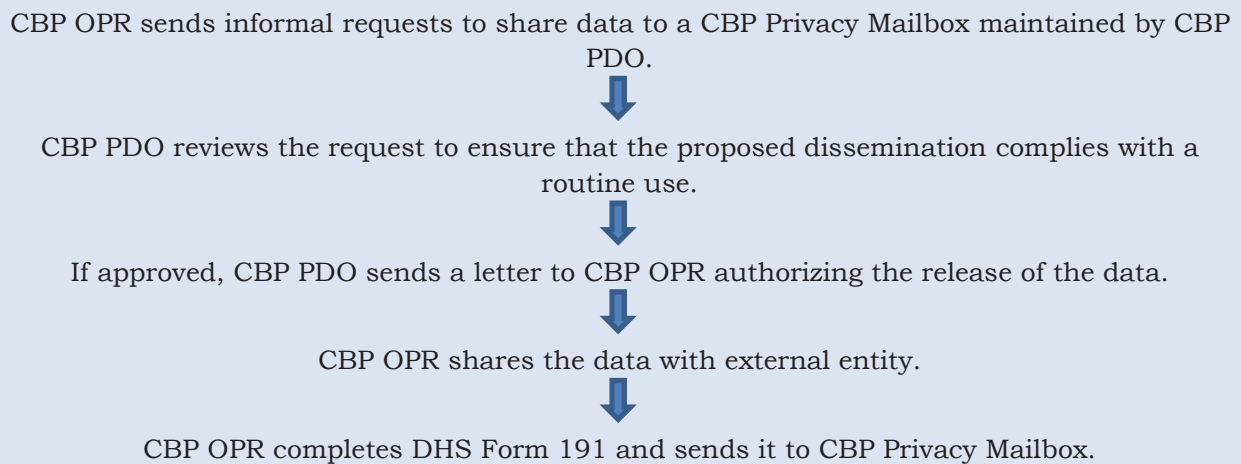 CBP OPR sends informal requests to share data to a CBP Privacy Mailbox maintained by CBP
PDO.
CBP PDO reviews the request to ensure that the proposed dissemination complies with a
routine use.
If approved, CBP PDO sends a letter to CBP OPR authorizing the release of the data.
CBP OPR shares the data with external entity.
CBP OPR completes DHS Form 191 and sends it to CBP Privacy Mailbox.